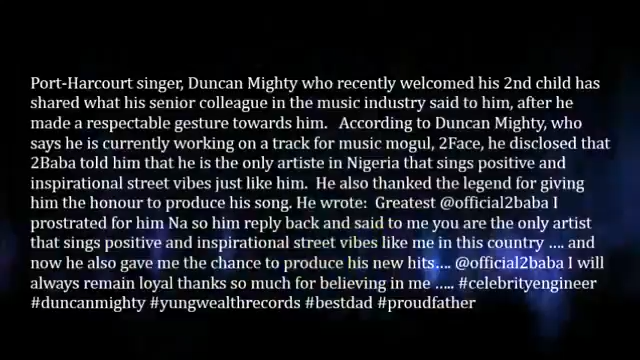 Port-Harcourt singer, Duncan Mighty who recently welcomed his 2nd child has
shared what his senior colleague in the music industry said to him, after he
made a respectable gesture towards him.   According to Duncan Mighty, who
says he is currently working on a track for music mogul, 2Face, he disclosed that
2Baba told him that he is the only artiste in Nigeria that sings positive and
inspirational street vibes just like him.  He also thanked the legend for giving
him the honour to produce his song. He wrote:  Greatest @official2baba I
prostrated for him Na so him reply back and said to me you are the only artist
that sings positive and inspirational street vibes like me in this country …. and
now he also gave me the chance to produce his new hits…. @official2baba I will
always remain loyal thanks so much for believing in me ….. #celebrityengineer
#duncanmighty #yungwealthrecords #bestdad #proudfather